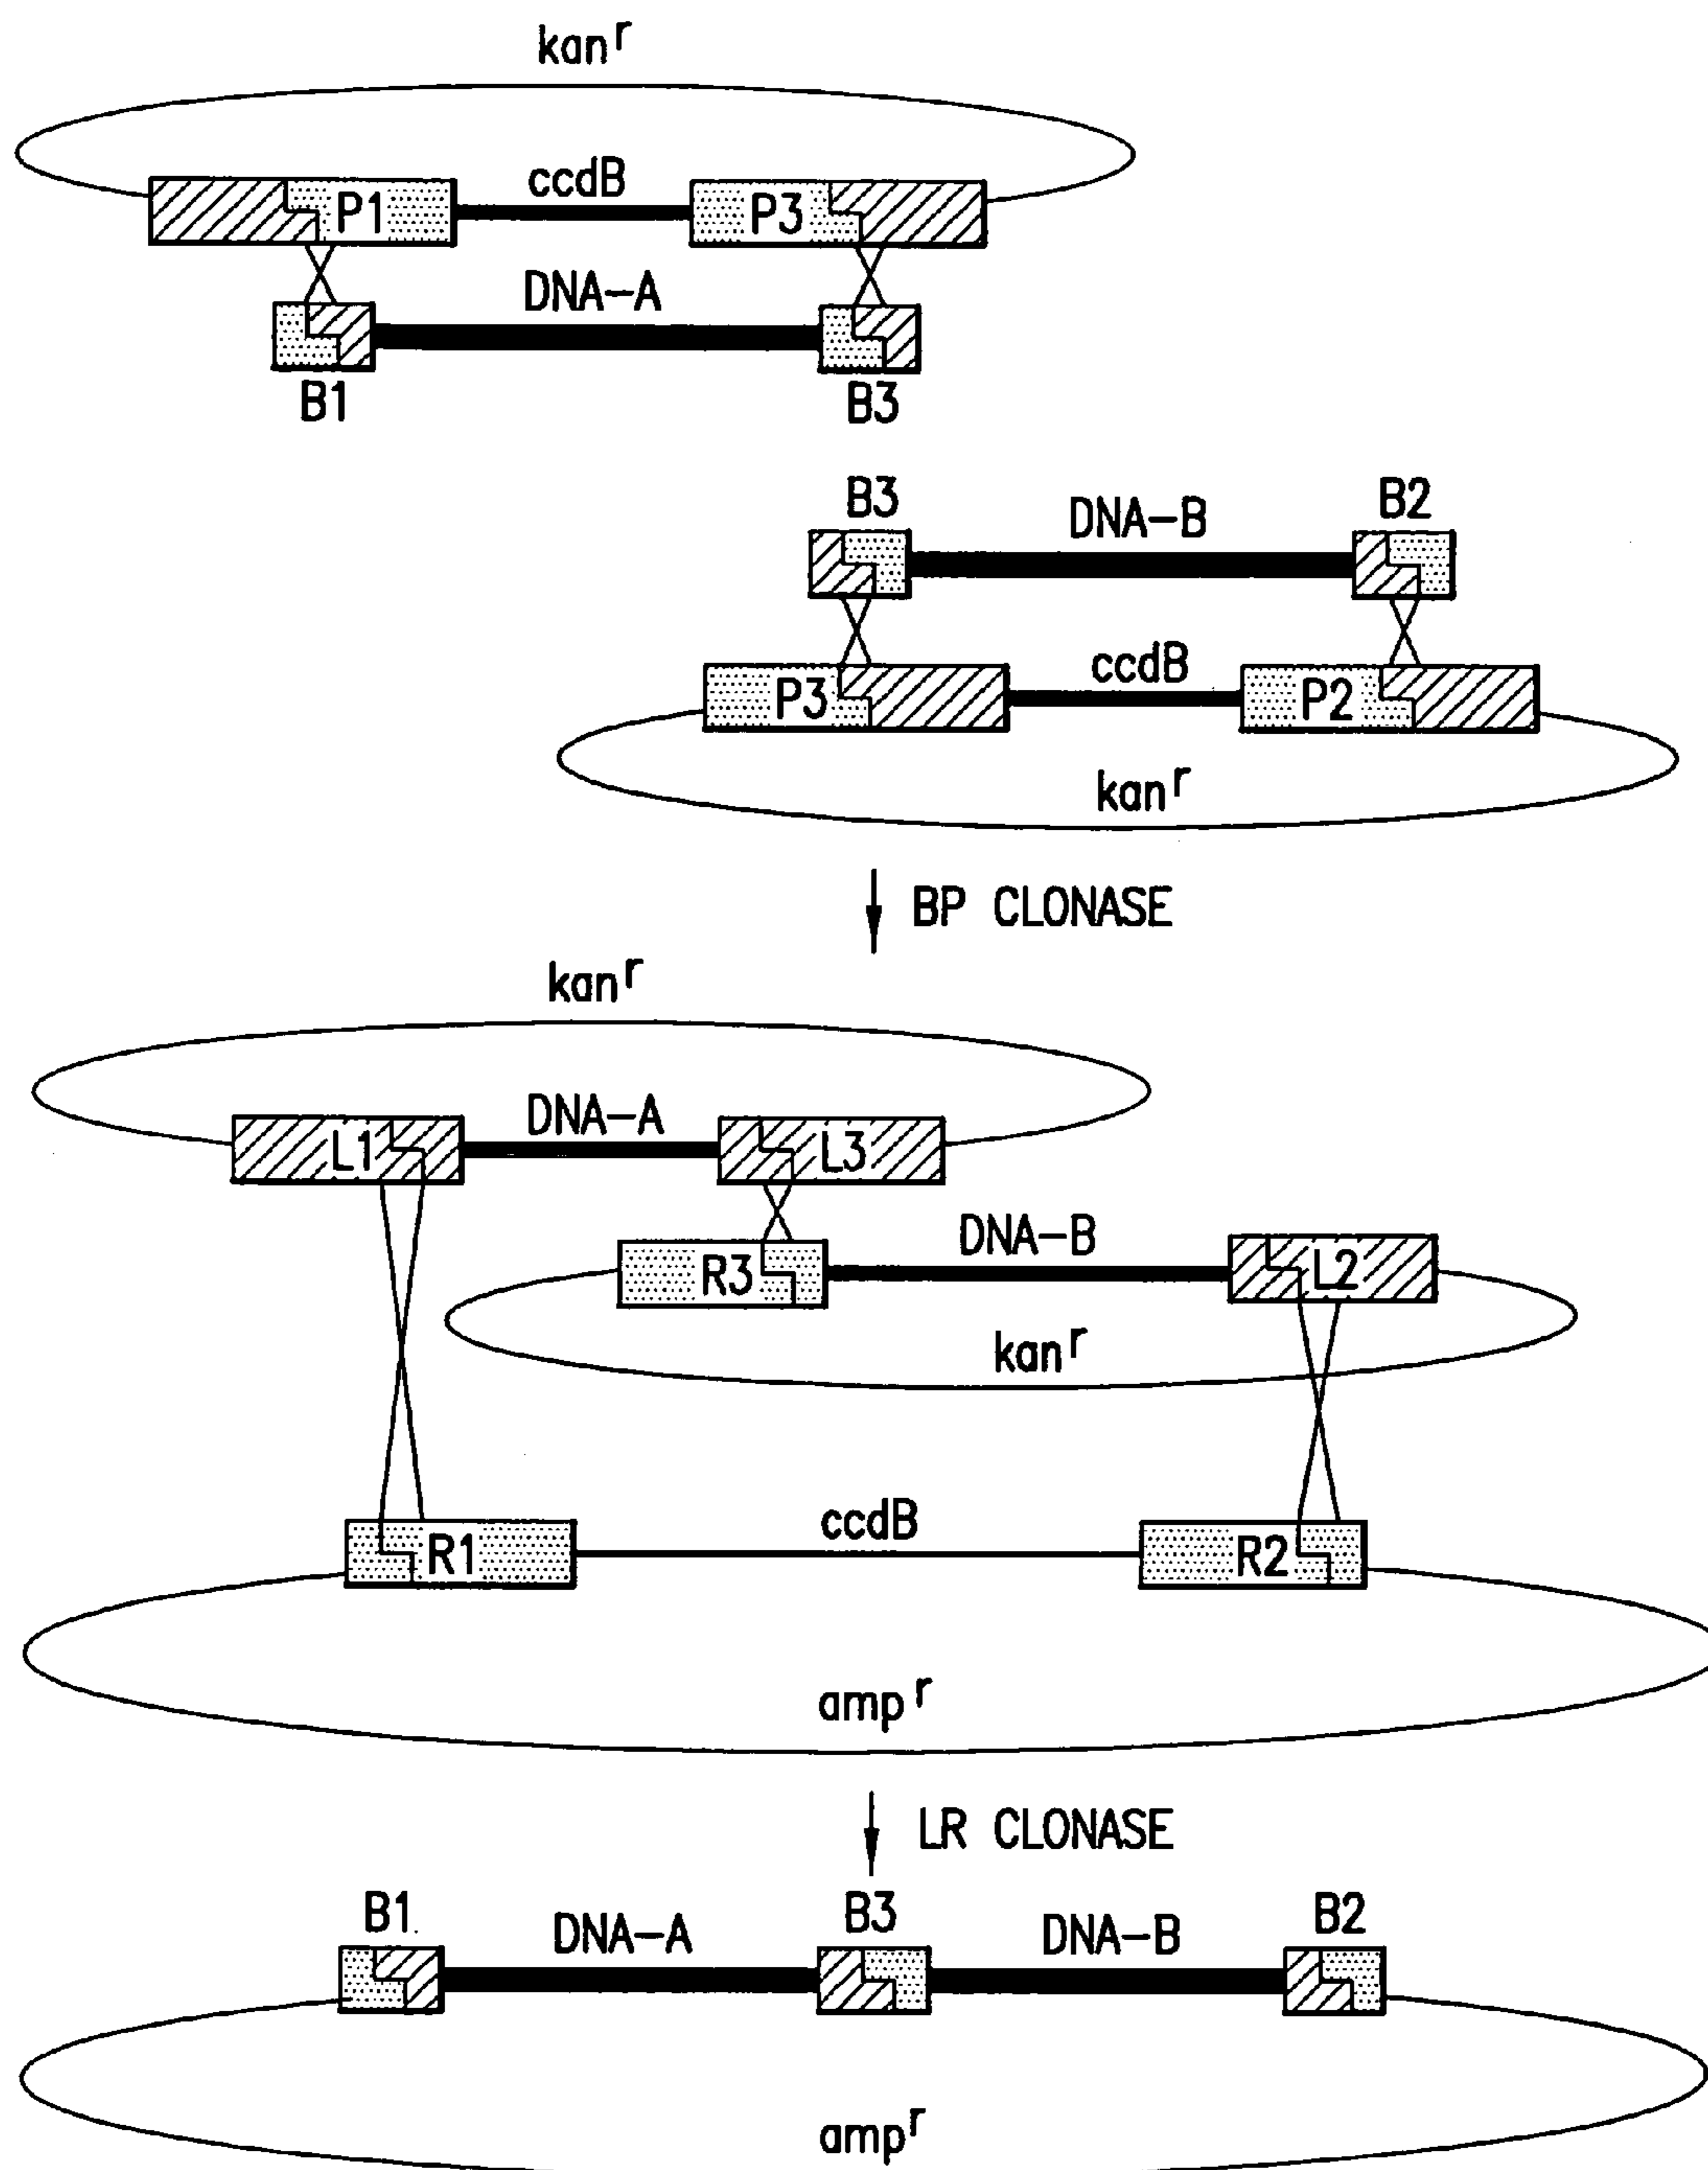 kanʳ
ccdB
P1
P3
DNA-A
B1
B3
B3
DNA-B
B2
ccdB
P3
P2
kanʳ
BP CLONASE
kanʳ
DNA-A
L1
L3
DNA-B
R3
L2
kanʳ
ccdB
R1
R2
ampʳ
LR CLONASE
B1
DNA-A
B3
DNA-B
B2
ampʳ